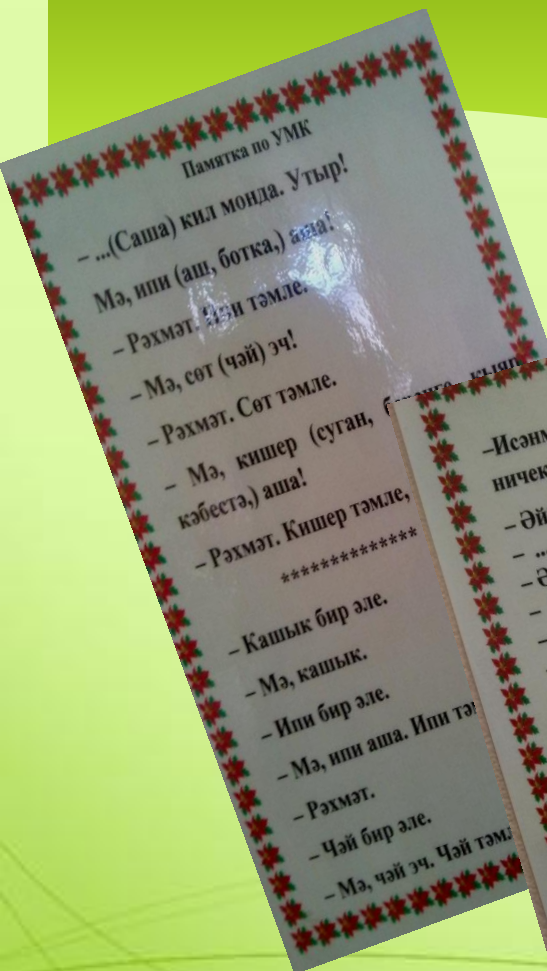 Памятка по УМК
– ...(Саша) кил монда. Утыр!
Мә, ипи (аш, ботка,) аша!
– Рәхмәт. Ипи тәмле.
– Мә, сөт (чәй) эч!
– Рәхмәт. Сөт тәмле.
– Мә, кишер (суган,
кәбестә,) аша!
– Рәхмәт. Кишер тәмле,
**************
– Кашык бир әле.
– Мә, кашык.
– Ипи бир әле.
– Мә, ипи аша. Ипи
– Рәхмәт.
– Чәй бир әле.
– Мә, чәй эч. Чәй
–
ничек
–
– ...
–
–
–